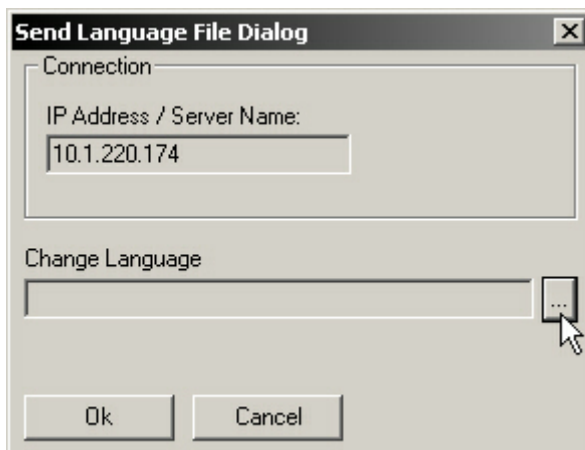 Send Language File Dialog
Connection
IP Address / Server Name:
10.1.220.174
Change Language
...
Ok
Cancel